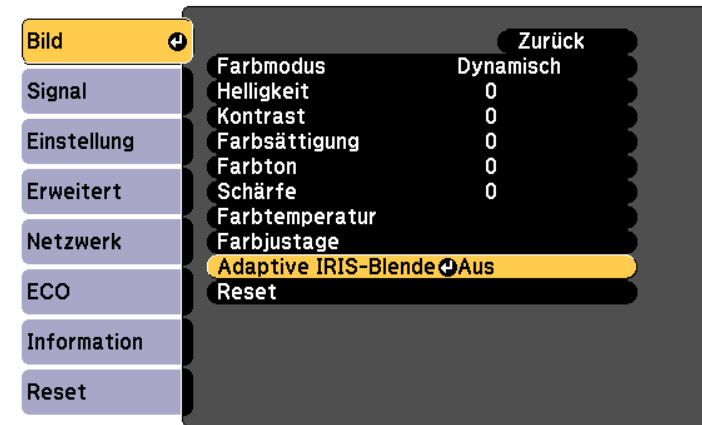 Bild
Signal
Einstellung
Erweitert
Netzwerk
ECO
Information
Reset
Zurück
Farbmodus Dynamisch
Helligkeit 0
Kontrast 0
Farbsättigung 0
Farbton 0
Schärfe 0
Farbtemperatur
Farbjustage
Adaptive IRIS-Blende Aus
Reset